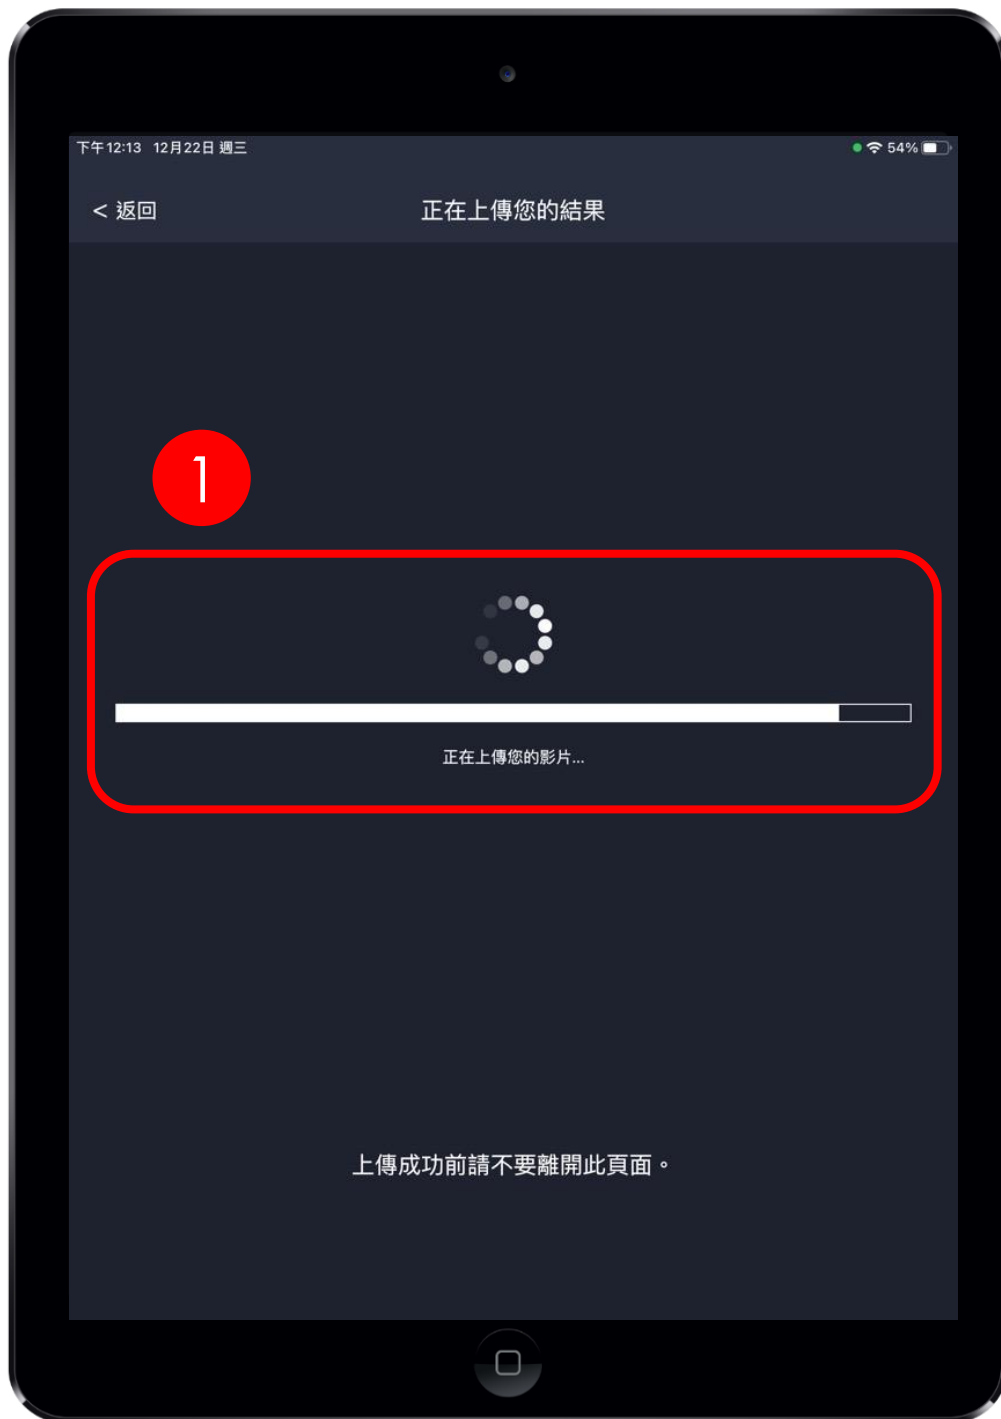 下午12:13 12月22日 週三 54%
< 返回 正在上傳您的結果
1
正在上傳您的影片...
上傳成功前請不要離開此頁面。